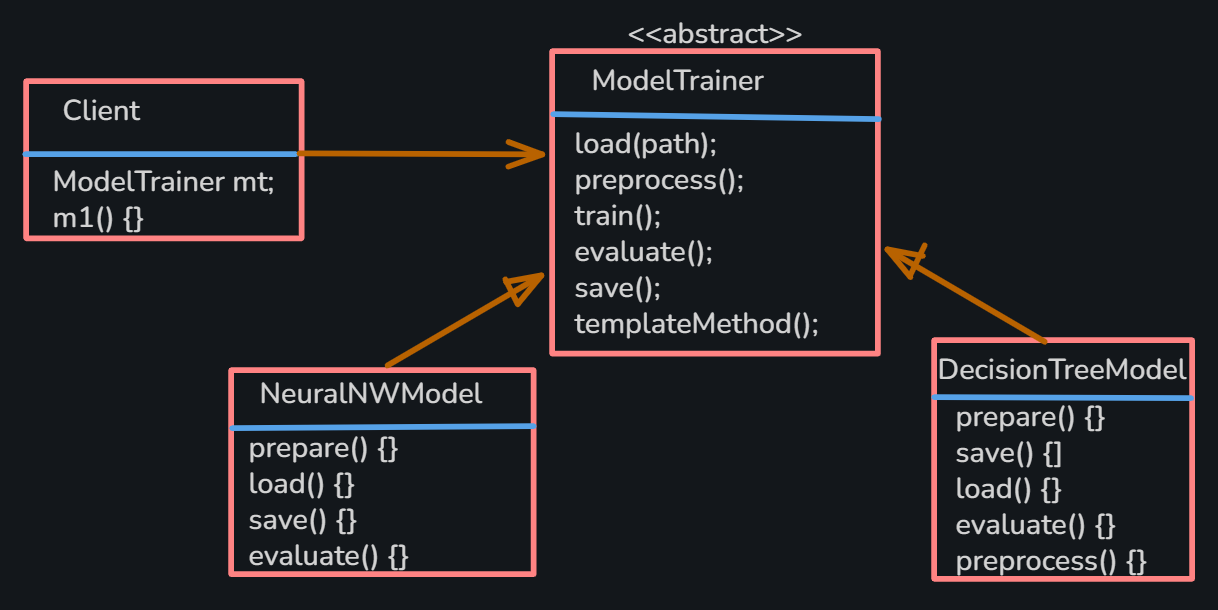 <<abstract>>
ModelTrainer
load(path);
preprocess();
train();
evaluate();
save();
templateMethod();
Client
ModelTrainer mt;
m1() {}
NeuralNWModel
prepare() {}
load() {}
save() {}
evaluate() {}
DecisionTreeModel
prepare() {}
save() {]
load() {}
evaluate() {}
preprocess() {}